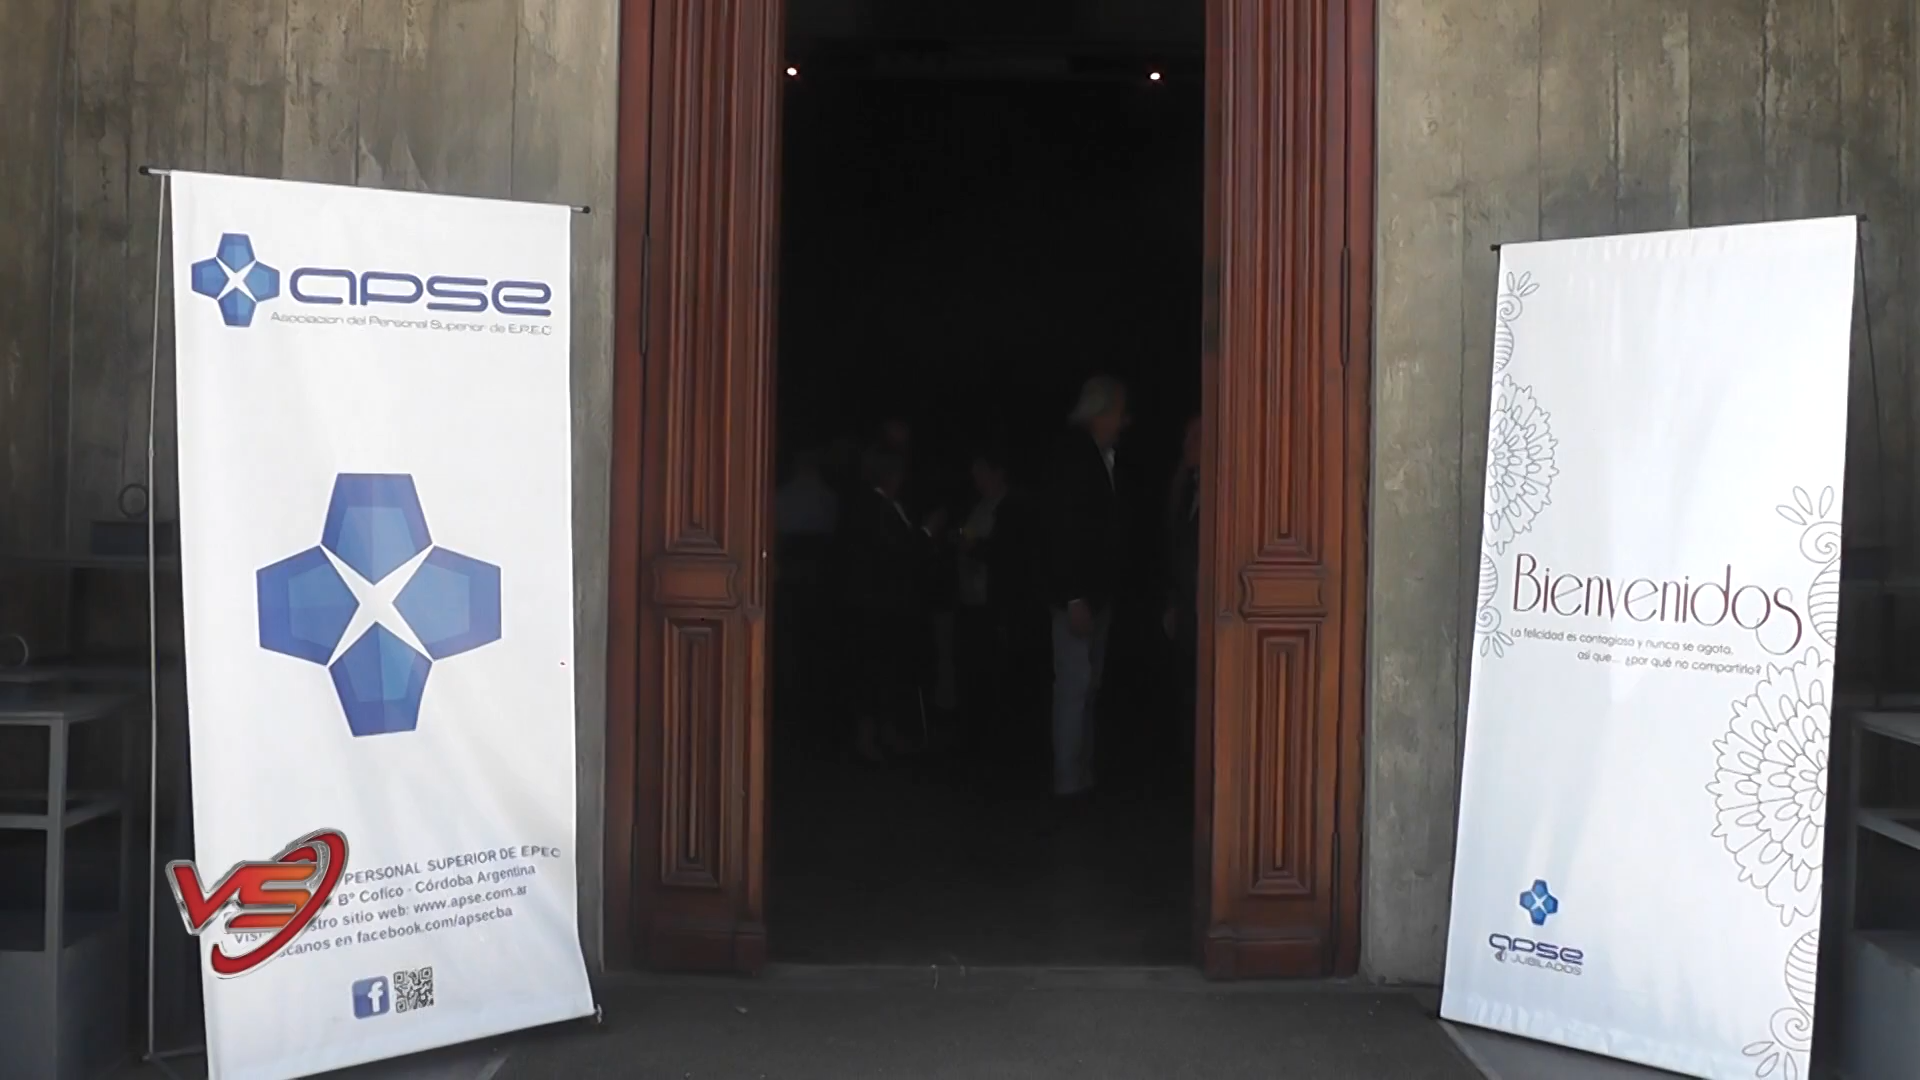 apse
Asociacion del Personal Superior de E.P.E.C
PERSONAL SUPERIOR DE EPEC
Bº Cofico - Córdoba Argentina
sitio web: www.apse.com.ar
en facebook.com/apsecba
f
VS
Bienvenidos
La felicidad es contagiosa y nunca se agota,
así que... ¿por qué no compartirla?
apse
JUBILADOS